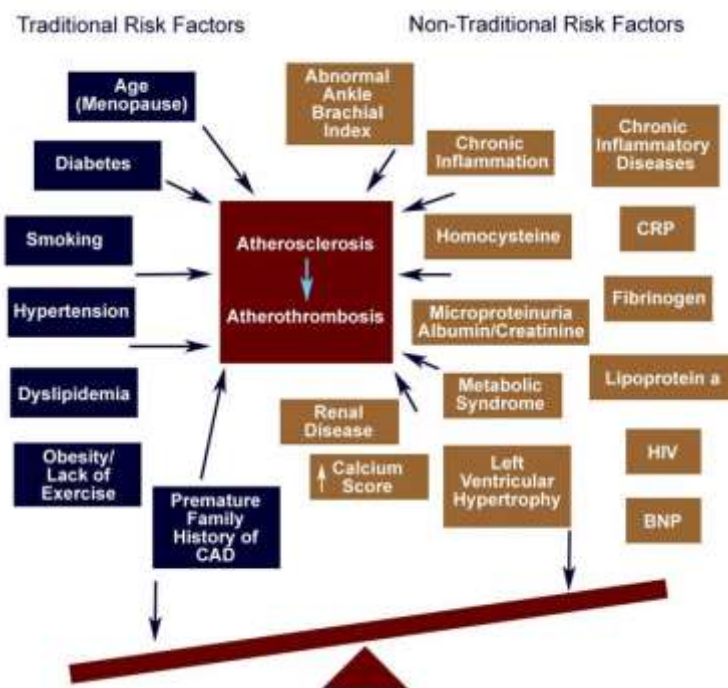 Traditional Risk Factors
Non-Traditional Risk Factors
Age
(Menopause)
Diabetes
Smoking
Hypertension
Dyslipidemia
Obesity/
Lack of
Exercise
Premature
Family
History of
CAD
Atherosclerosis
Atherothrombosis
Abnormal
Ankle
Brachial
Index
Chronic
Inflammation
Homocysteine
Microproteinuria
Albumin/Creatinine
Metabolic
Syndrome
Renal
Disease
Calcium
Score
Left
Ventricular
Hypertrophy
Chronic
Inflammatory
Diseases
CRP
Fibrinogen
Lipoprotein a
HIV
BNP